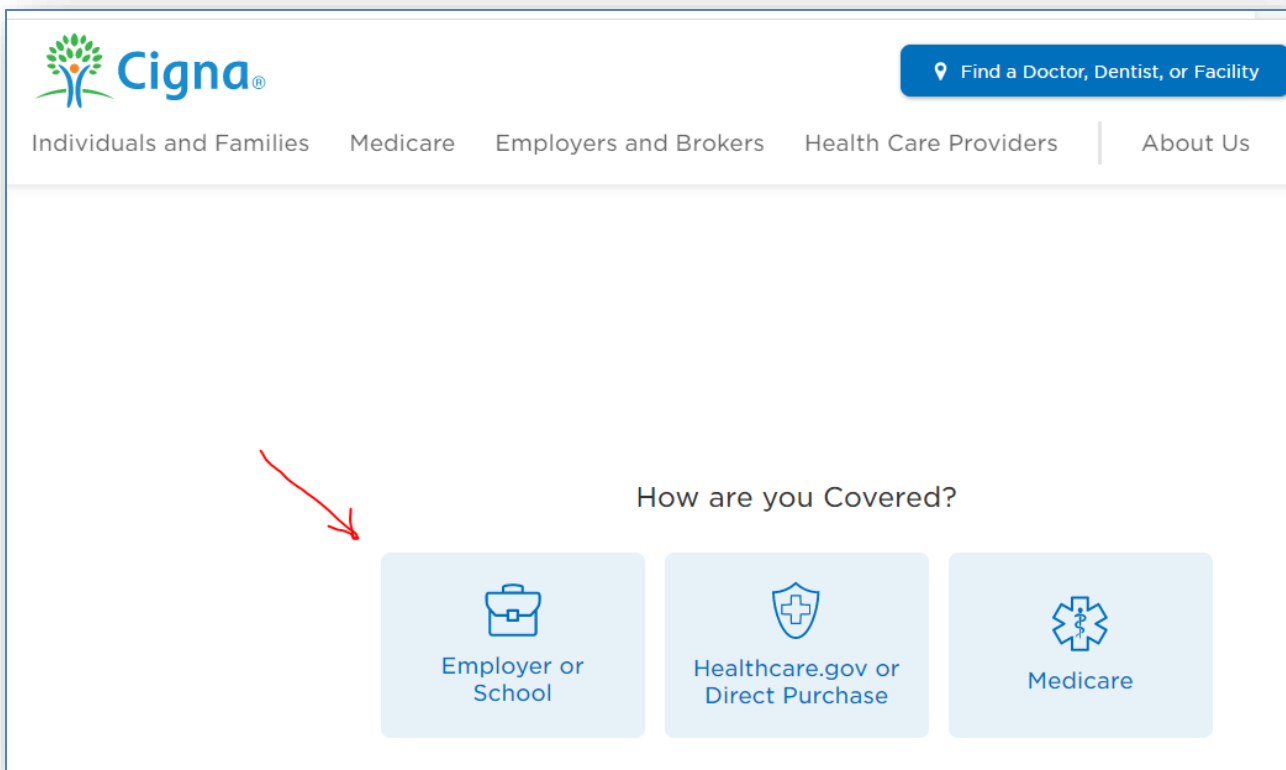 Cigna®
Find a Doctor, Dentist, or Facility
Individuals and Families Medicare Employers and Brokers Health Care Providers About Us
How are you Covered?
Employer or
School
Healthcare.gov or
Direct Purchase
Medicare